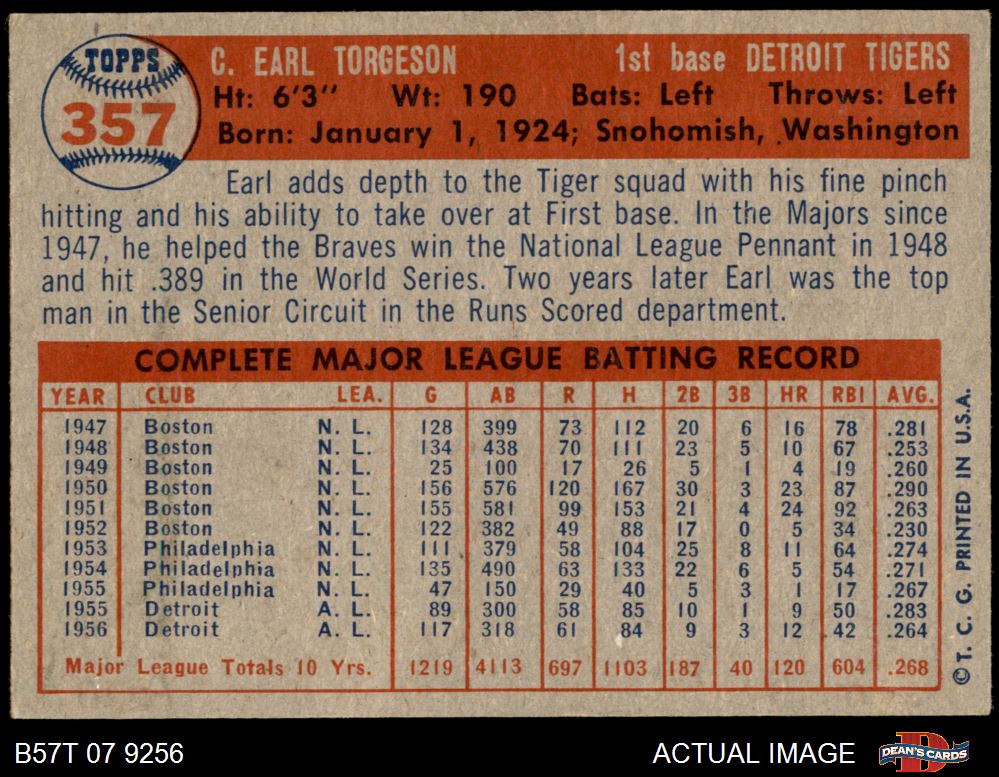 TOPPS
357
C. EARL TORGESON 1st base DETROIT TIGERS
Ht: 6'3" Wt: 190 Bats: Left Throws: Left
Born: January 1, 1924; Snohomish, Washington
Earl adds depth to the Tiger squad with his fine pinch
hitting and his ability to take over at First base. In the Majors since
1947, he helped the Braves win the National League Pennant in 1948
and hit .389 in the World Series. Two years later Earl was the top
man in the Senior Circuit in the Runs Scored department.
COMPLETE MAJOR LEAGUE BATTING RECORD
YEAR CLUB LEA. G AB R H 2B 3B HR RBI AVG.
1947 Boston N. L. 128 399 73 112 20 6 16 78 .281
1948 Boston N. L. 134 438 70 111 23 5 10 67 .253
1949 Boston N. L. 25 100 17 26 5 1 4 19 .260
1950 Boston N. L. 156 576 120 167 30 3 23 87 .290
1951 Boston N. L. 155 581 99 153 21 4 24 92 .263
1952 Boston N. L. 122 382 49 88 17 0 5 34 .230
1953 Philadelphia N. L. 111 379 58 104 25 8 11 64 .274
1954 Philadelphia N. L. 135 490 63 133 22 6 5 54 .271
1955 Philadelphia N. L. 47 150 29 40 5 3 1 17 .267
1955 Detroit A. L. 89 300 58 85 10 1 9 50 .283
1956 Detroit A. L. 117 318 61 84 9 3 12 42 .264
Major League Totals 10 Yrs. 1219 4113 697 1103 187 40 120 604 .268
©T. C. G. PRINTED IN U.S.A.
B57T 07 9256 ACTUAL IMAGE DEAN'S CARDS